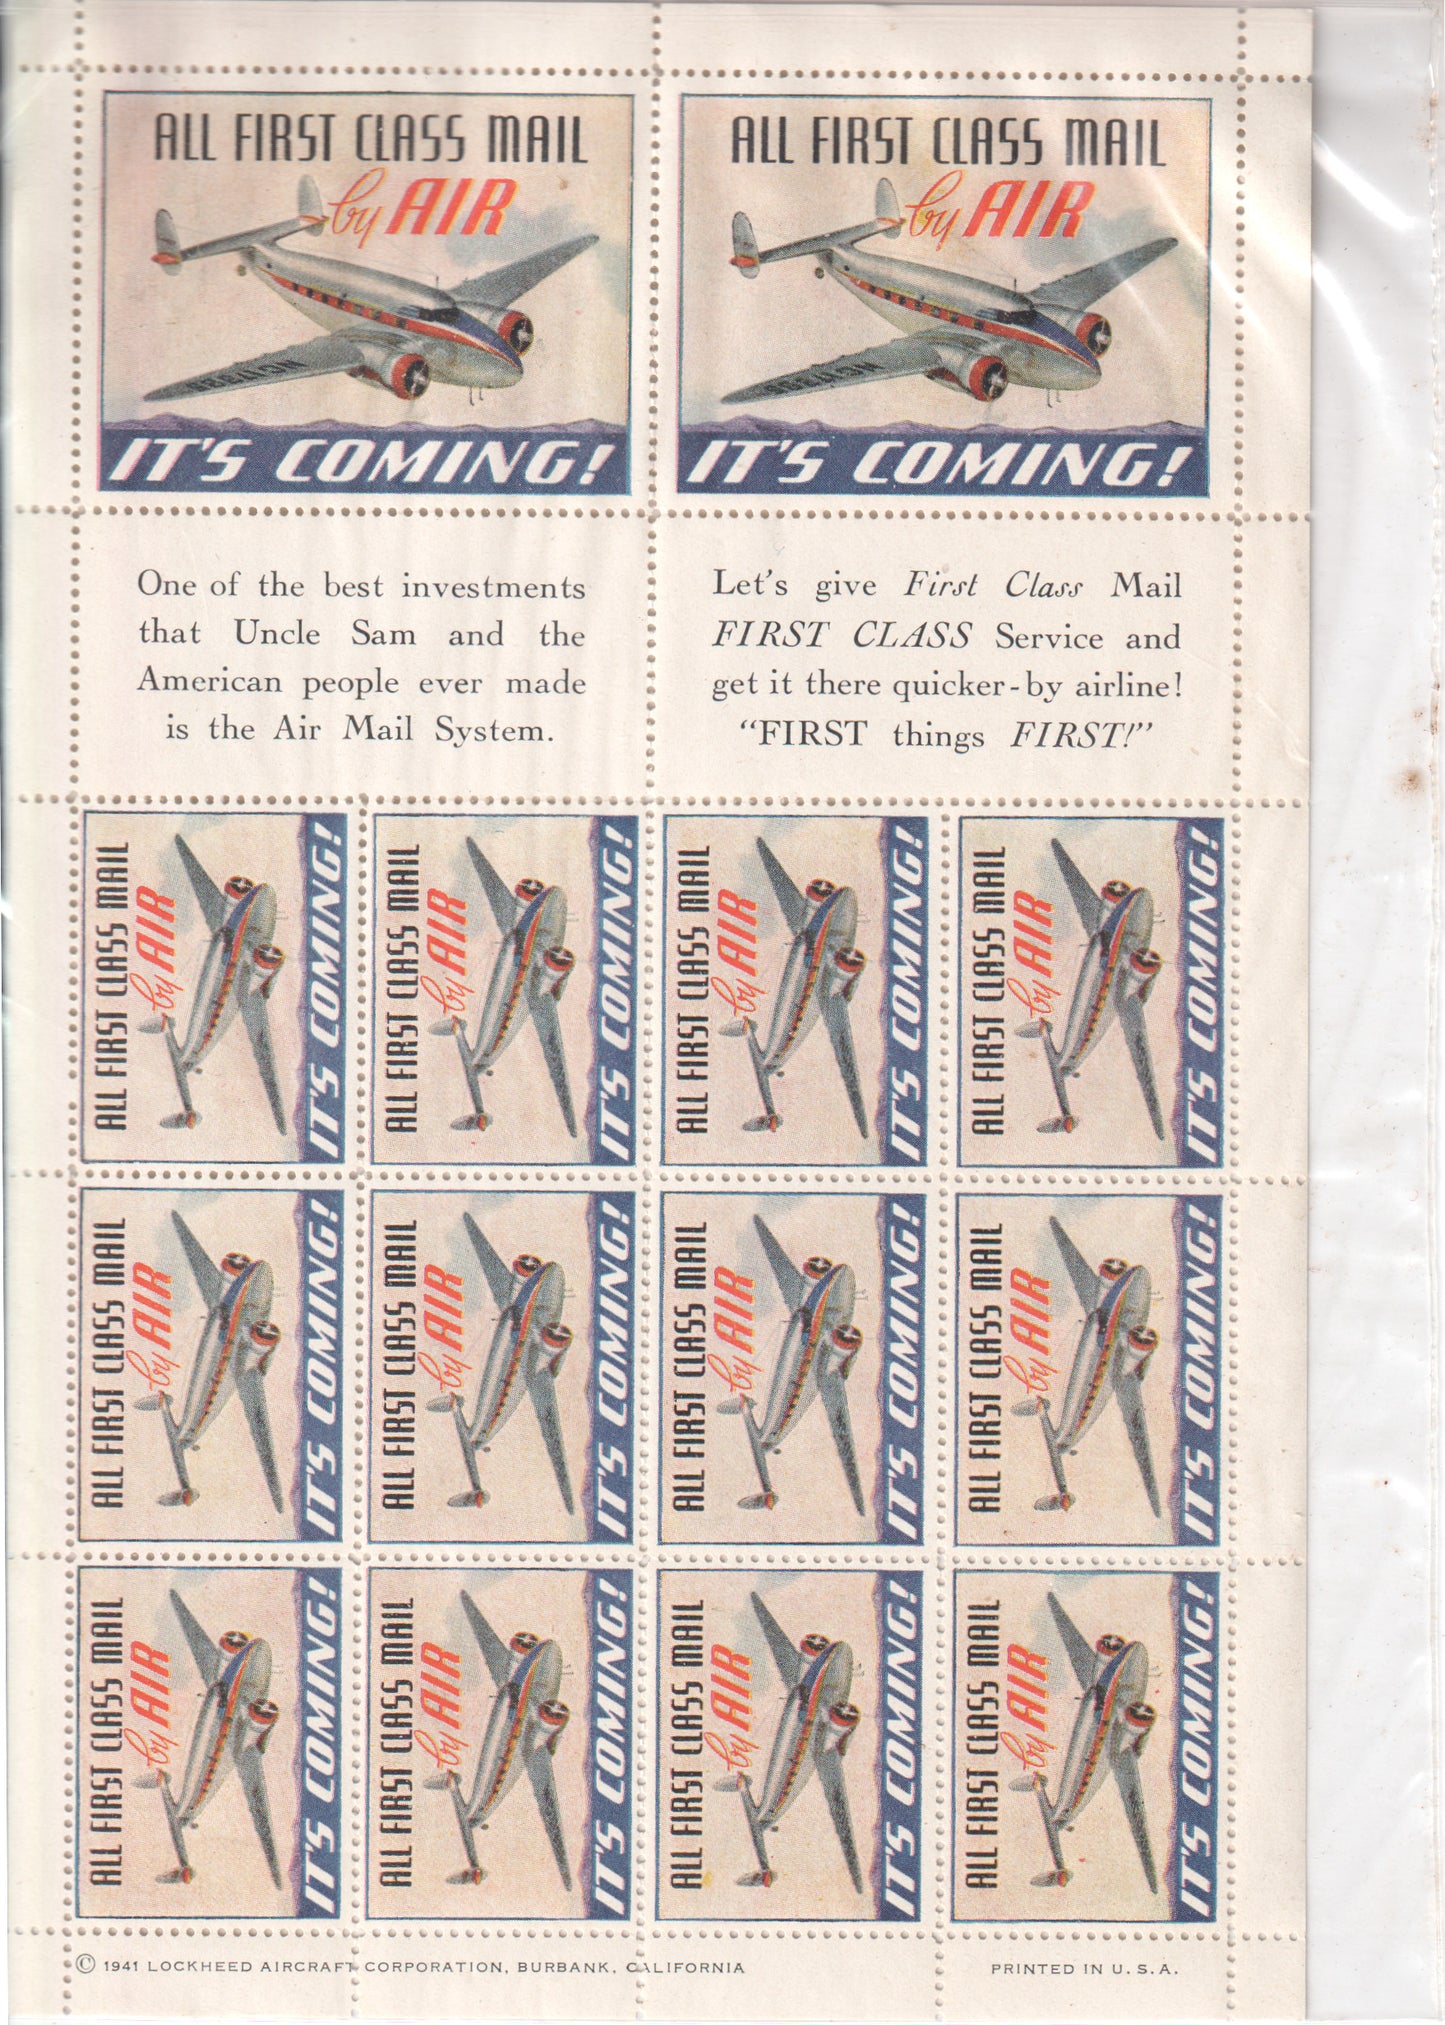 ALL FIRST CLASS MAIL
by AIR
IT'S COMING!
ALL FIRST CLASS MAIL
by AIR
IT'S COMING!
One of the best investments
that Uncle Sam and the
American people ever made
is the Air Mail System.
Let's give First Class Mail
FIRST CLASS Service and
get it there quicker-by airline!
"FIRST things FIRST!"
ALL FIRST CLASS MAIL
by AIR
IT'S COMING!
ALL FIRST CLASS MAIL
by AIR
IT'S COMING!
ALL FIRST CLASS MAIL
by AIR
IT'S COMING!
ALL FIRST CLASS MAIL
by AIR
IT'S COMING!
ALL FIRST CLASS MAIL
by AIR
IT'S COMING!
ALL FIRST CLASS MAIL
by AIR
IT'S COMING!
ALL FIRST CLASS MAIL
by AIR
IT'S COMING!
ALL FIRST CLASS MAIL
by AIR
IT'S COMING!
ALL FIRST CLASS MAIL
by AIR
IT'S COMING!
ALL FIRST CLASS MAIL
by AIR
IT'S COMING!
ALL FIRST CLASS MAIL
by AIR
IT'S COMING!
ALL FIRST CLASS MAIL
by AIR
IT'S COMING!
© 1941 LOCKHEED AIRCRAFT CORPORATION, BURBANK, CALIFORNIA
PRINTED IN U.S.A.